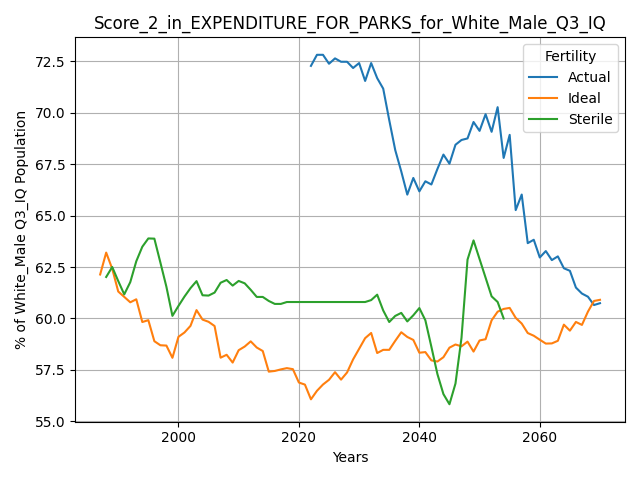 Score_2_in_EXPENDITURE_FOR_PARKS_for_White_Male_Q3_IQ
Fertility
Actual
Ideal
Sterile
% of White_Male Q3_IQ Population
72.5
70.0
67.5
65.0
62.5
60.0
57.5
55.0
2000
2020
2040
2060
Years